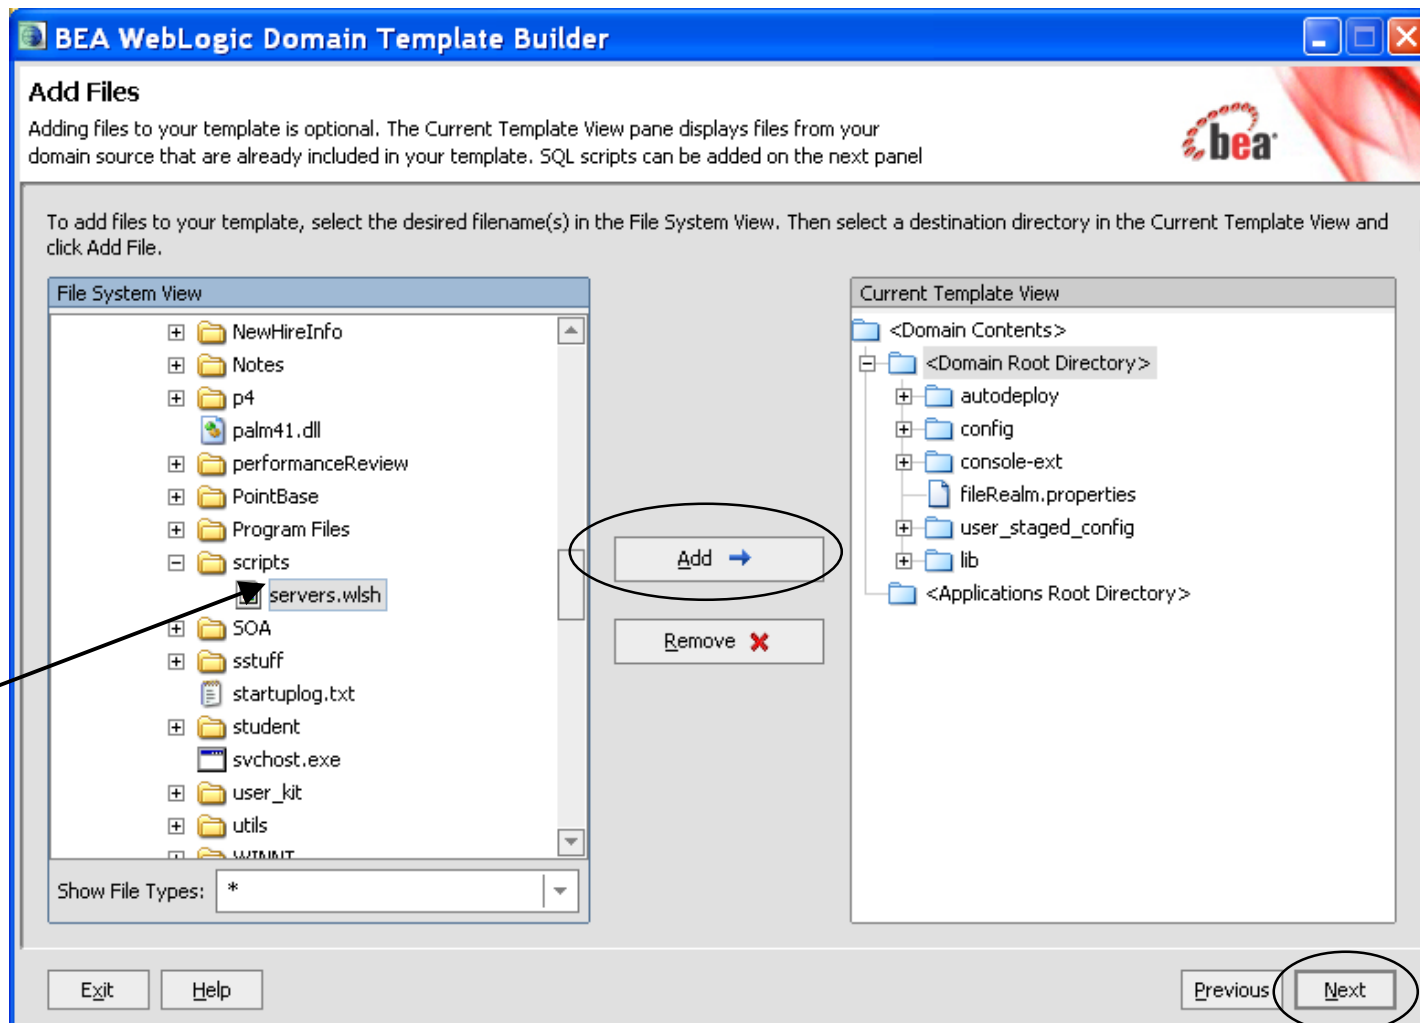 BEA WebLogic Domain Template Builder
Add Files
Adding files to your template is optional. The Current Template View pane displays files from your
domain source that are already included in your template. SQL scripts can be added on the next panel
bea
To add files to your template, select the desired filename(s) in the File System View. Then select a destination directory in the Current Template View and
click Add File.
File System View
NewHireInfo
Notes
p4
palm41.dll
performanceReview
PointBase
Program Files
scripts
servers.wlsh
SOA
sstuff
startuplog.txt
student
svchost.exe
user_kit
utils
WINNT
Show File Types: *
Add
Remove
Current Template View
<Domain Contents>
<Domain Root Directory>
autodeploy
config
console-ext
fileRealm.properties
user_staged_config
lib
<Applications Root Directory>
Exit
Help
Previous
Next